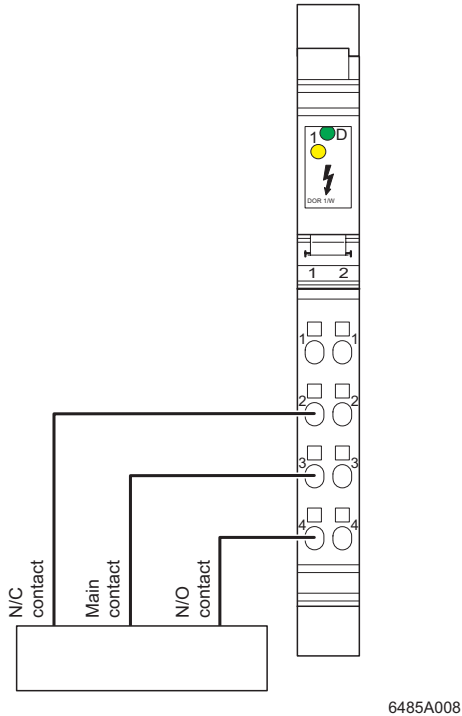 1 D
DOR 1/W
1 2
1 1
2 2
3 3
4 4
N/C
contact
Main
contact
N/O
contact
6485A008